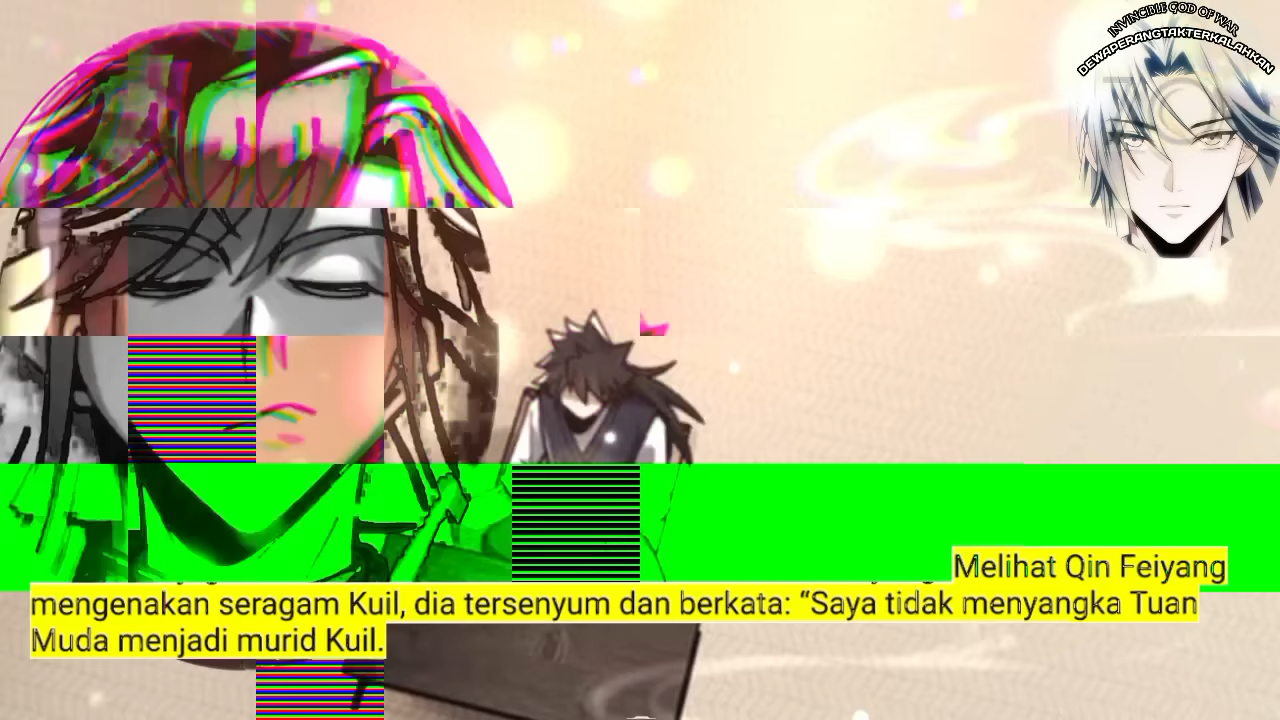 INVINCIBLE GOD OF WAR
DEWAPERANGTAKTERKALAHKAN
Melihat Qin Feiyang
mengenakan seragam Kuil, dia tersenyum dan berkata: “Saya tidak menyangka Tuan
Muda menjadi murid Kuil.